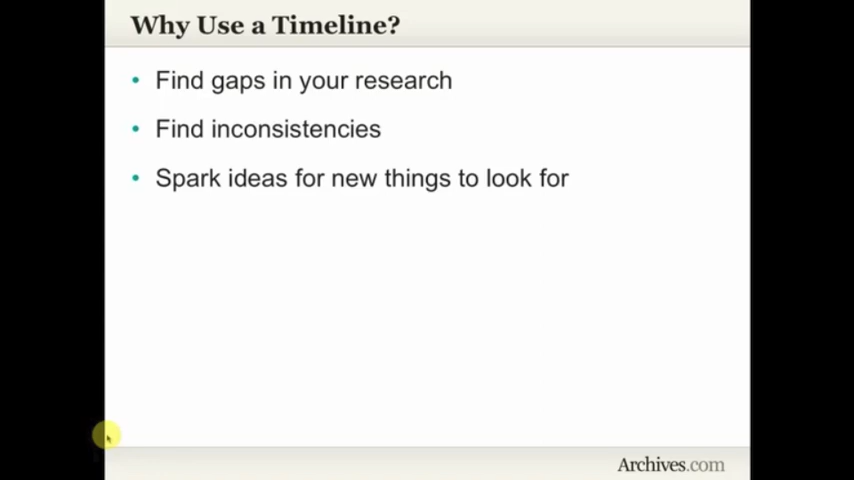 Why Use a Timeline?
• Find gaps in your research
• Find inconsistencies
• Spark ideas for new things to look for
Archives.com